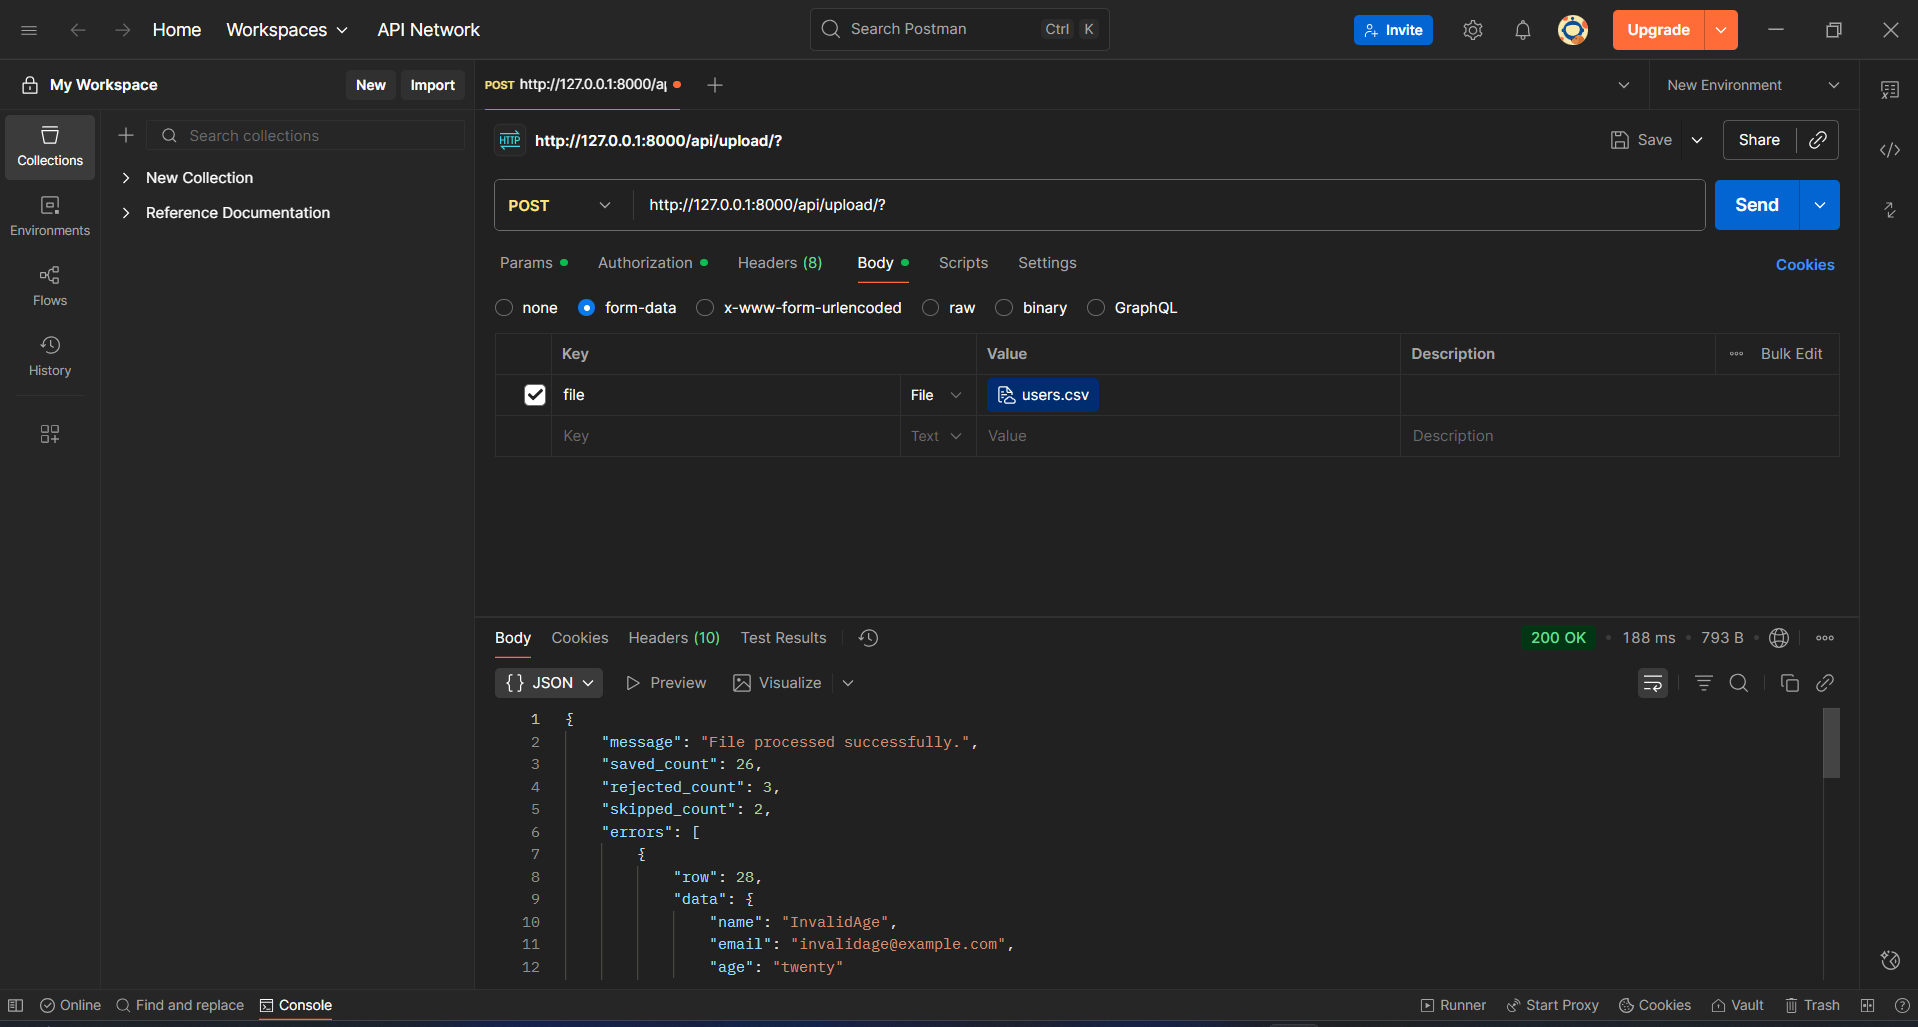 Home Workspaces API Network Search Postman Ctrl K Invite Upgrade
My Workspace New Import POST http://127.0.0.1:8000/a New Environment
Collections
Environments
Flows
History
Search collections
New Collection
Reference Documentation
HTTP http://127.0.0.1:8000/api/upload/? Save Share
POST http://127.0.0.1:8000/api/upload/? Send
Params Authorization Headers (8) Body Scripts Settings Cookies
none form-data x-www-form-urlencoded raw binary GraphQL
Key Value Description Bulk Edit
file File users.csv
Key Text Value Description
Body Cookies Headers (10) Test Results 200 OK 188 ms 793 B
{} JSON Preview Visualize
1 {
2 "message": "File processed successfully.",
3 "saved_count": 26,
4 "rejected_count": 3,
5 "skipped_count": 2,
6 "errors": [
7 {
8 "row": 28,
9 "data": {
10 "name": "InvalidAge",
11 "email": "invalidage@example.com",
12 "age": "twenty"
Online Find and replace Console Runner Start Proxy Cookies Vault Trash